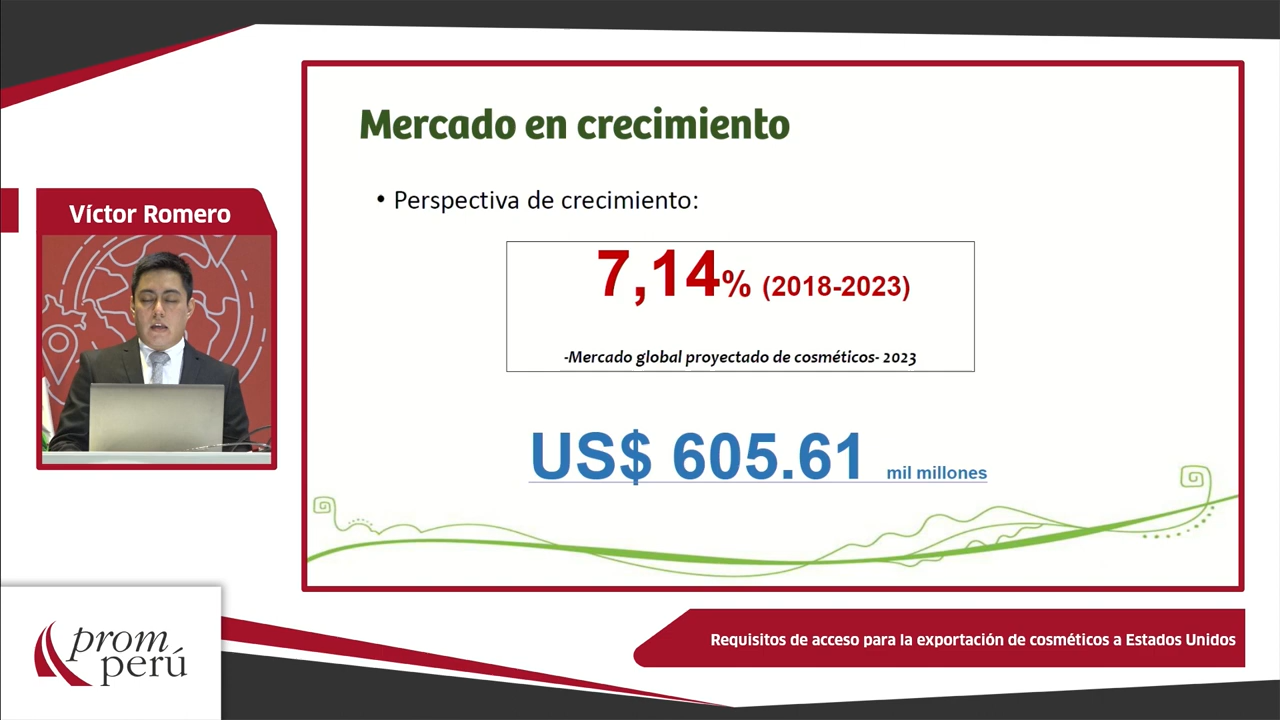 Mercado en crecimiento
• Perspectiva de crecimiento:
7,14% (2018-2023)
-Mercado global proyectado de cosméticos- 2023
US$ 605.61 mil millones
Víctor Romero
prom
perú
Requisitos de acceso para la exportación de cosméticos a Estados Unidos